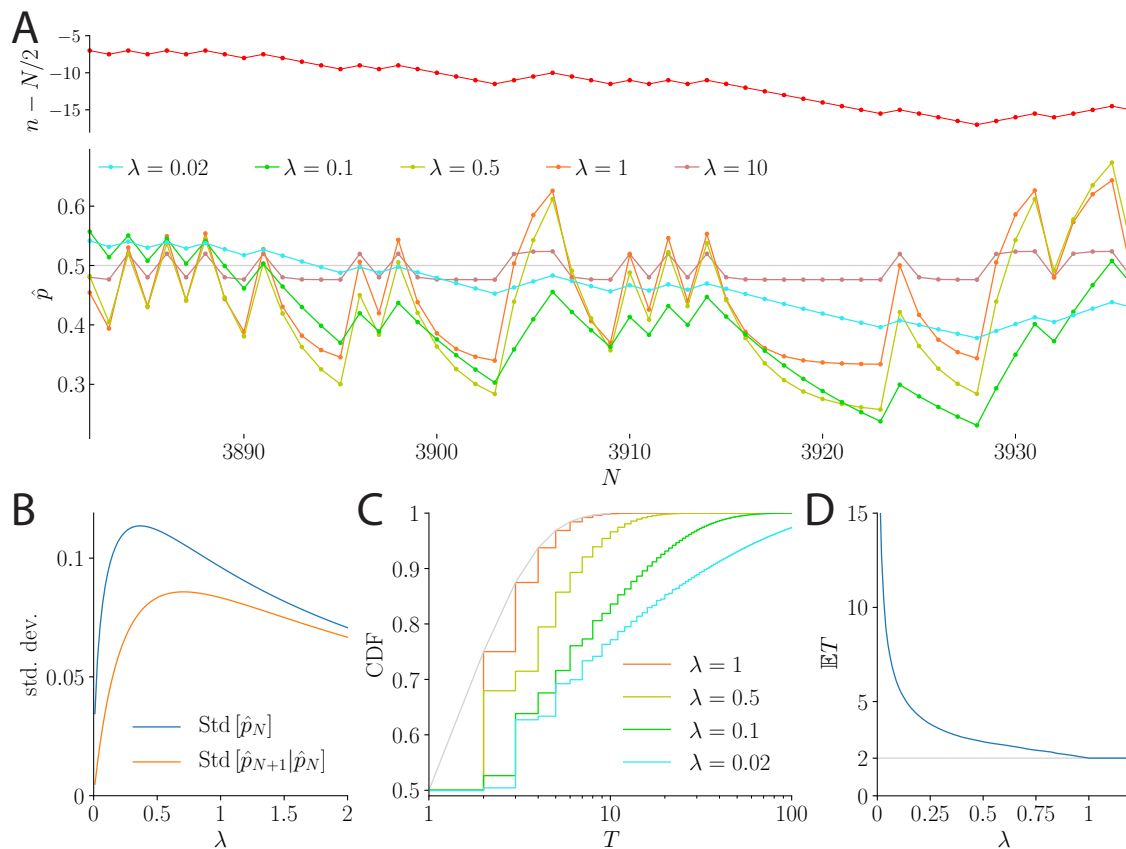 A
n − N/2
−5
−10
−15
λ = 0.02 λ = 0.1 λ = 0.5 λ = 1 λ = 10
p̂
0.6
0.5
0.4
0.3
3890 3900 3910 3920 3930
N
B
std. dev.
0.1
0.05
0
Std [p̂_N]
Std [p̂_{N+1}|p̂_N]
0 0.5 1 1.5 2
λ
C
CDF
1
0.9
0.8
0.7
0.6
0.5
λ = 1
λ = 0.5
λ = 0.1
λ = 0.02
1 10 100
T
D
𝔼T
15
10
5
2
0
0 0.25 0.5 0.75 1
λ